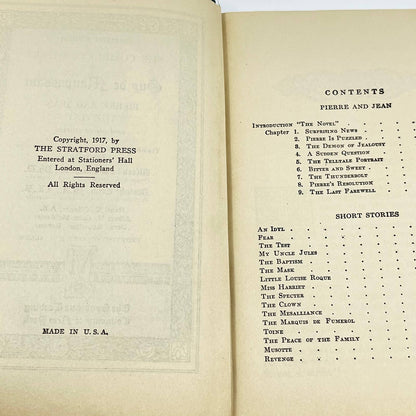 Copyright, 1917, by
THE STRATFORD PRESS
Entered at Stationers' Hall
London, England
All Rights Reserved
MADE IN U. S. A.
CONTENTS
PIERRE AND JEAN
Introduction "The Novel"
Chapter 1. Surprising News
2. Pierre Is Puzzled
3. The Demon of Jealousy
4. A Sudden Question
5. The Telltale Portrait
6. Bitter and Sweet
7. The Thunderbolt
8. Pierre's Resolution
9. The Last Farewell
SHORT STORIES
An Idyl
Fear
The Test
My Uncle Jules
The Baptism
The Mask
Little Louise Roque
Miss Harriet
The Specter
The Clown
The Mesalliance
The Marquis de Fumerol
Toine
The Peace of the Family
Musotte
Revenge